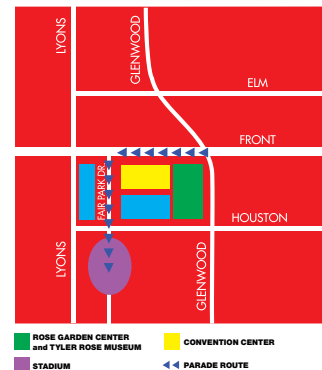 LYONS
GLENWOOD
ELM
FRONT
FAIR PARK DR.
HOUSTON
LYONS
GLENWOOD
ROSE GARDEN CENTER
and TYLER ROSE MUSEUM
CONVENTION CENTER
STADIUM
PARADE ROUTE